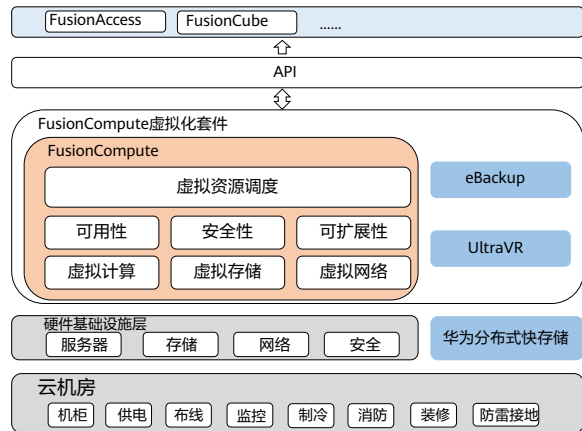 FusionAccess FusionCube ......
API
FusionCompute虚拟化套件
FusionCompute
虚拟资源调度
eBackup
可用性 安全性 可扩展性
UltraVR
虚拟计算 虚拟存储 虚拟网络
硬件基础设施层
服务器 存储 网络 安全
华为分布式快存储
云机房
机柜 供电 布线 监控 制冷 消防 装修 防雷接地